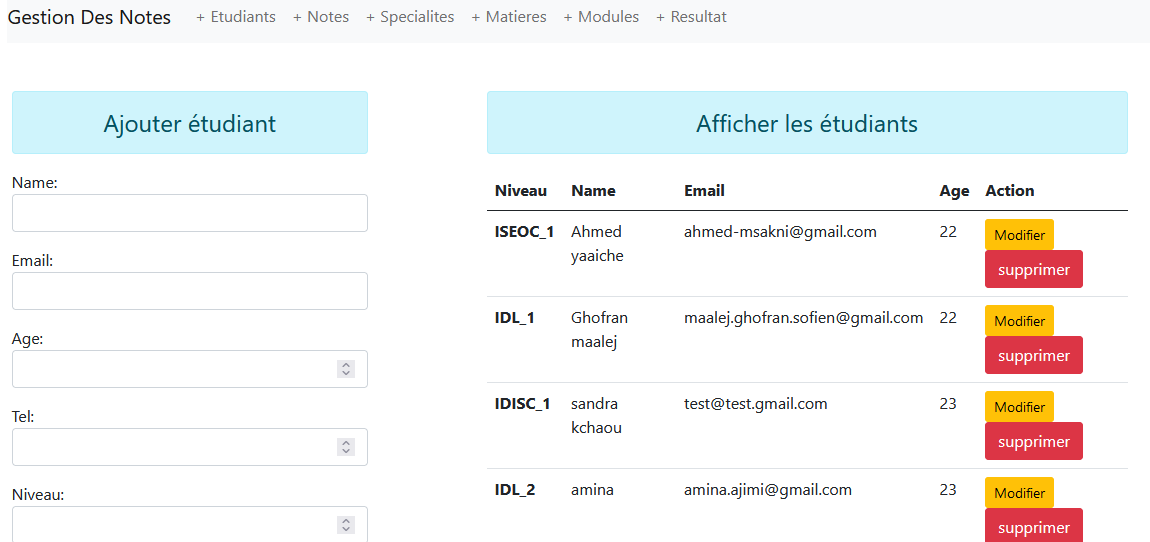 Gestion Des Notes + Etudiants + Notes + Specialites + Matieres + Modules + Resultat
Ajouter étudiant
Name:
Email:
Age:
Tel:
Niveau:
Afficher les étudiants
Niveau Name Email Age Action
ISEOC_1 Ahmed ahmed-msakni@gmail.com 22 Modifier
yaaiche
supprimer
IDL_1 Ghofran maalej.ghofran.sofien@gmail.com 22 Modifier
maalej
supprimer
IDISC_1 sandra test@test.gmail.com 23 Modifier
kchaou
supprimer
IDL_2 amina amina.ajimi@gmail.com 23 Modifier
supprimer